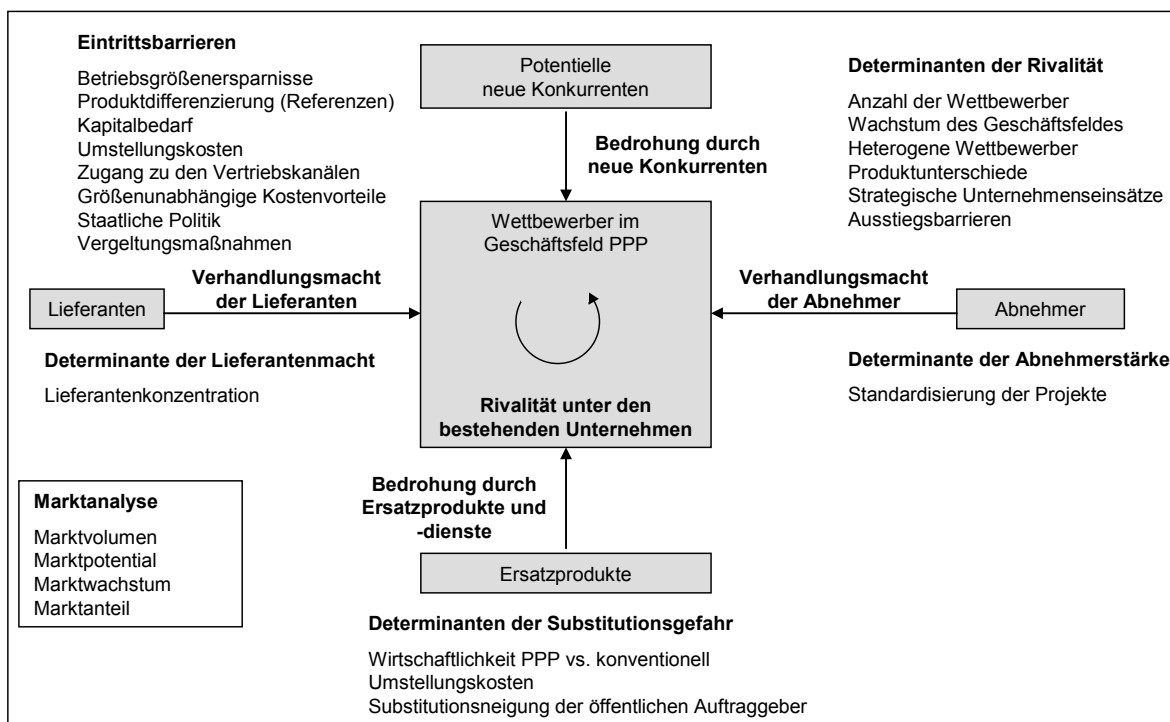 Eintrittsbarrieren
Betriebsgrößenersparnisse
Produktdifferenzierung (Referenzen)
Kapitalbedarf
Umstellungskosten
Zugang zu den Vertriebskanälen
Größenunabhängige Kostenvorteile
Staatliche Politik
Vergeltungsmaßnahmen
Potentielle
neue Konkurrenten
Bedrohung durch
neue Konkurrenten
Determinanten der Rivalität
Anzahl der Wettbewerber
Wachstum des Geschäftsfeldes
Heterogene Wettbewerber
Produktunterschiede
Strategische Unternehmenseinsätze
Ausstiegsbarrieren
Verhandlungsmacht
der Lieferanten
Lieferanten
Determinante der Lieferantenmacht
Lieferantenkonzentration
Wettbewerber im
Geschäftsfeld PPP
Rivalität unter den
bestehenden Unternehmen
Verhandlungsmacht
der Abnehmer
Abnehmer
Determinante der Abnehmerstärke
Standardisierung der Projekte
Marktanalyse
Marktvolumen
Marktpotential
Marktwachstum
Marktanteil
Bedrohung durch
Ersatzprodukte und
-dienste
Ersatzprodukte
Determinanten der Substitutionsgefahr
Wirtschaftlichkeit PPP vs. konventionell
Umstellungskosten
Substitutionsneigung der öffentlichen Auftraggeber